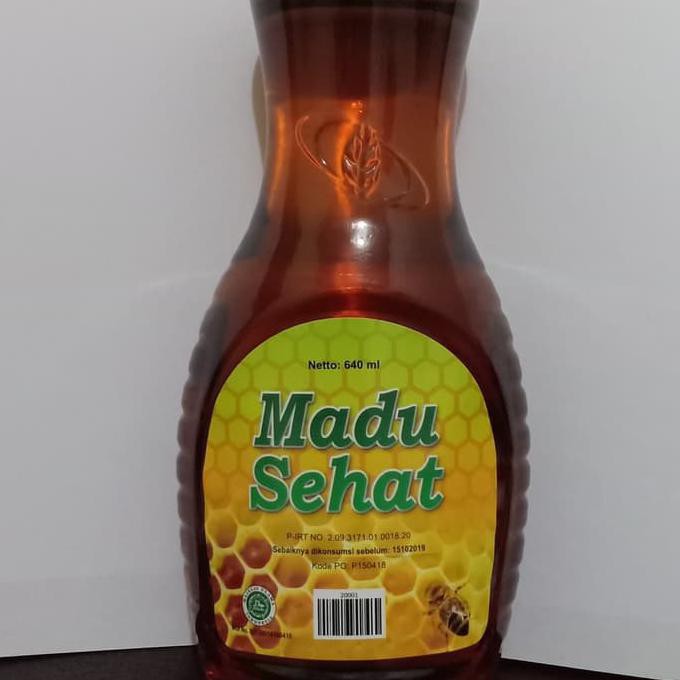 Netto: 640 ml
Madu
Sehat
P-IRT NO. 2.09.3171.01.0018.20
Sebaiknya dikonsumsi sebelum: 15102019
Kode PO: P150418
20001